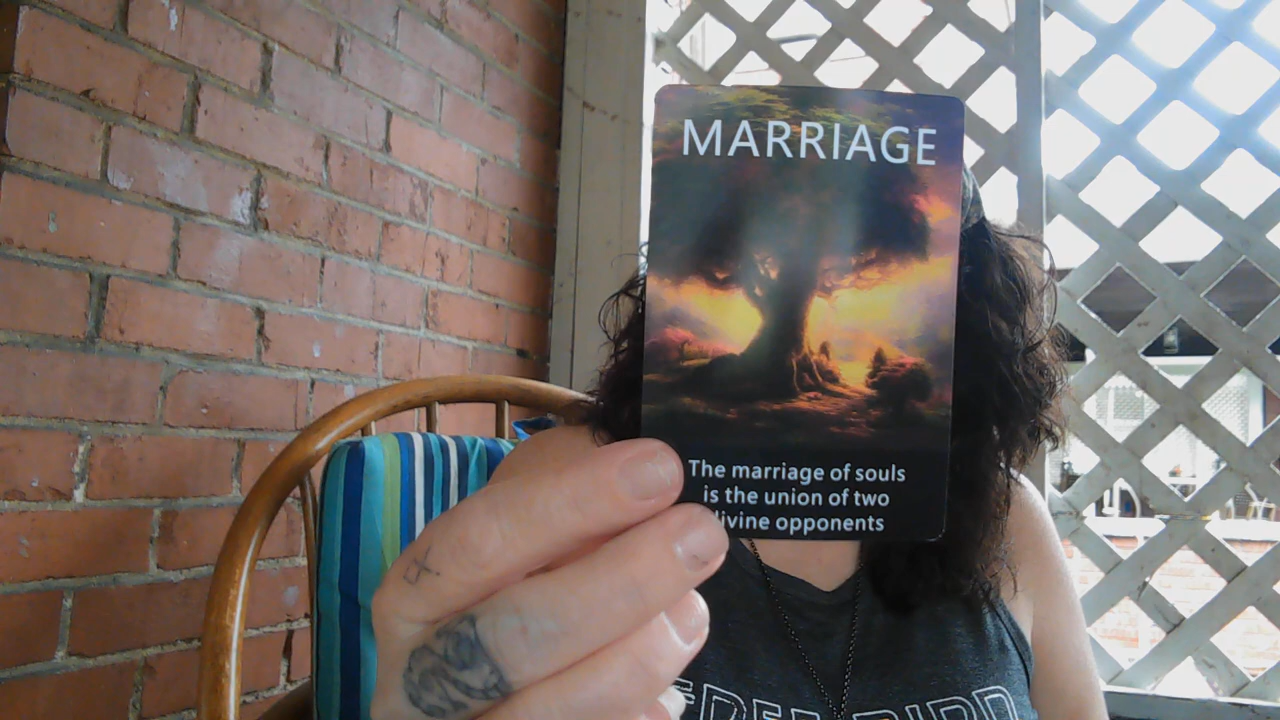 MARRIAGE
The marriage of souls
is the union of two
divine opponents